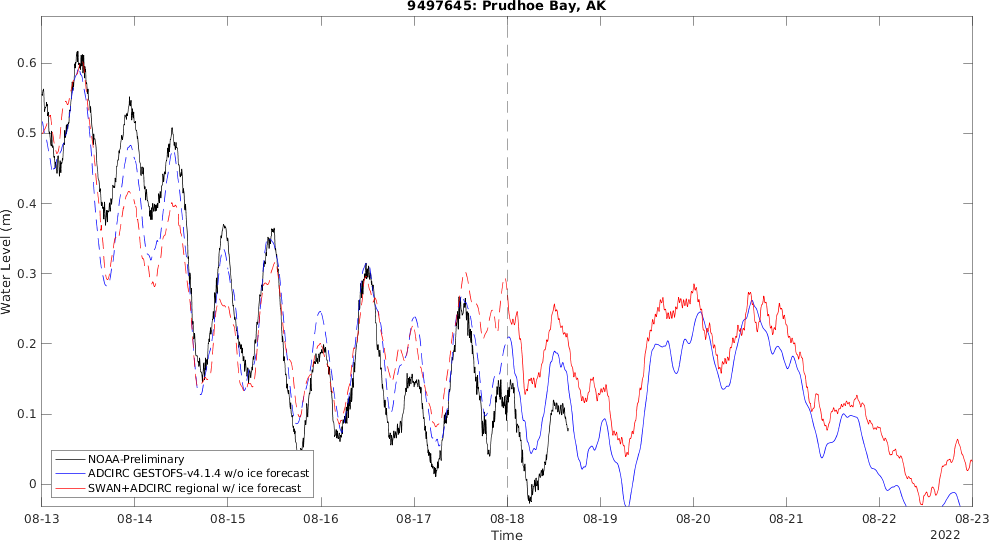 9497645: Prudhoe Bay, AK
Water Level (m)
0.6
0.5
0.4
0.3
0.2
0.1
0
NOAA-Preliminary
ADCIRC GESTOFS-v4.1.4 w/o ice forecast
SWAN+ADCIRC regional w/ ice forecast
08-13 08-14 08-15 08-16 08-17 08-18 08-19 08-20 08-21 08-22 08-23
Time
2022